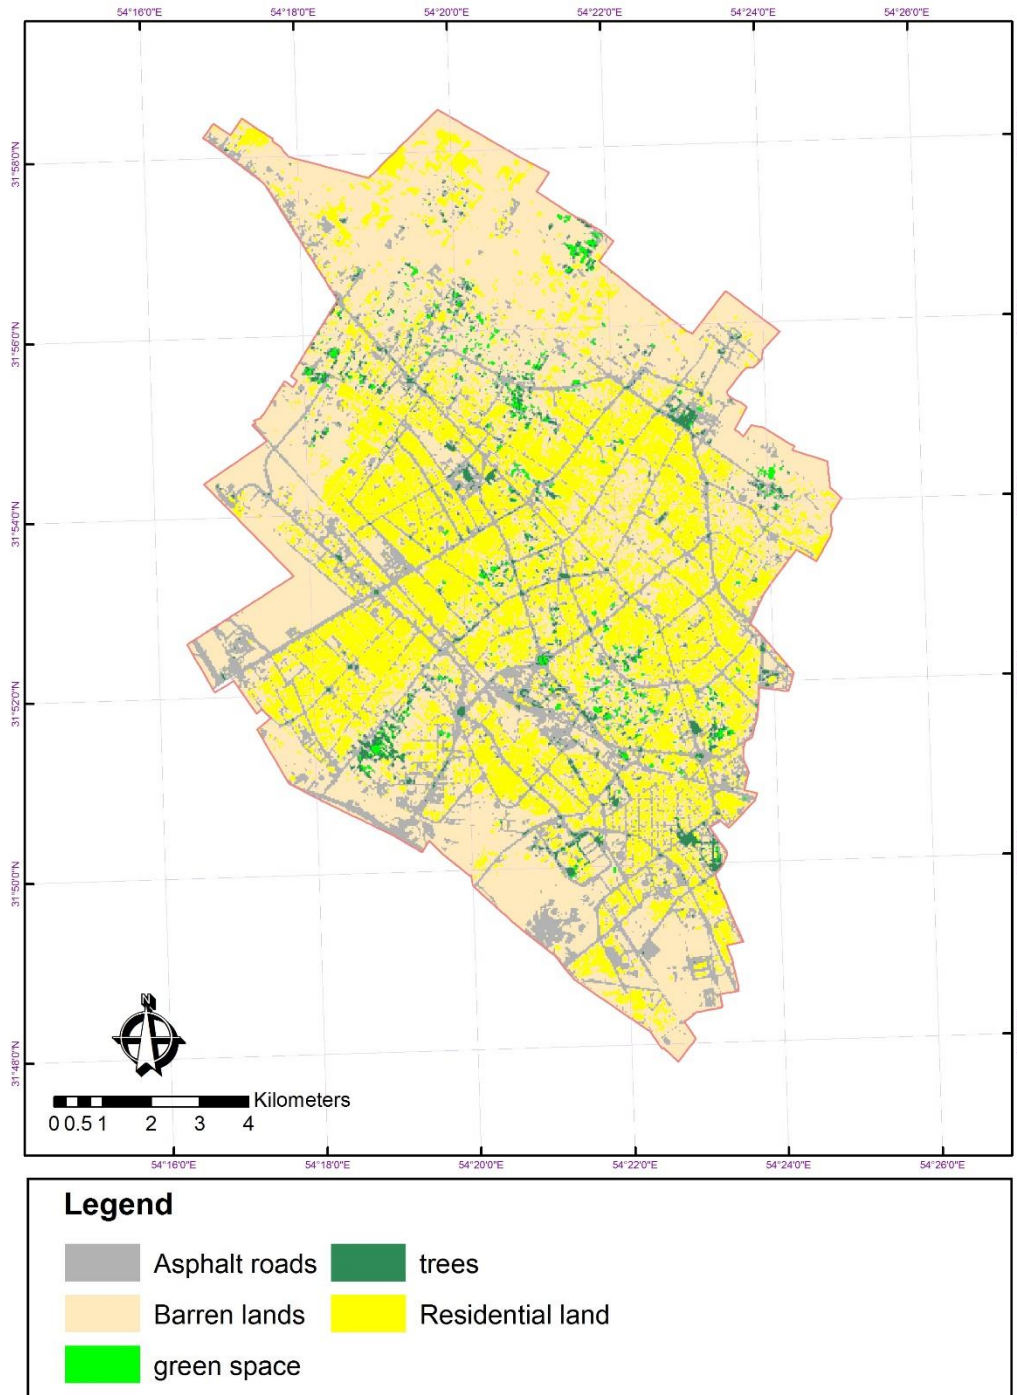 54°16'0"E 54°18'0"E 54°20'0"E 54°22'0"E 54°24'0"E 54°26'0"E
31°58'0"N
31°56'0"N
31°54'0"N
31°52'0"N
31°50'0"N
31°48'0"N
N
Kilometers
0 0.5 1 2 3 4
54°16'0"E 54°18'0"E 54°20'0"E 54°22'0"E 54°24'0"E 54°26'0"E
Legend
Asphalt roads trees
Barren lands Residential land
green space